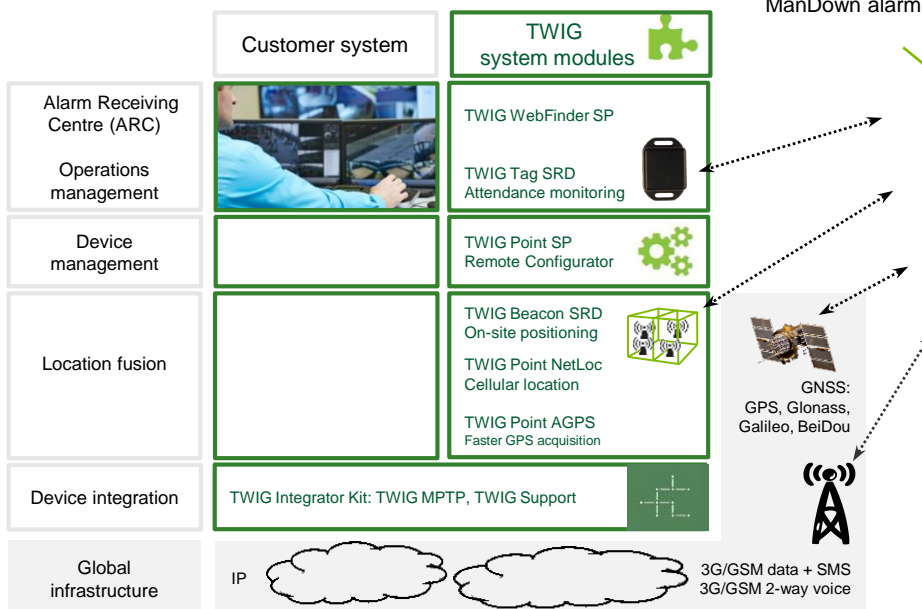 ManDown alarm
Customer system
TWIG
system modules
Alarm Receiving
Centre (ARC)
Operations
management
TWIG WebFinder SP
TWIG Tag SRD
Attendance monitoring
Device
management
TWIG Point SP
Remote Configurator
Location fusion
TWIG Beacon SRD
On-site positioning
TWIG Point NetLoc
Cellular location
TWIG Point AGPS
Faster GPS acquisition
GNSS:
GPS, Glonass,
Galileo, BeiDou
Device integration
TWIG Integrator Kit: TWIG MPTP, TWIG Support
Global
infrastructure
IP
3G/GSM data + SMS
3G/GSM 2-way voice